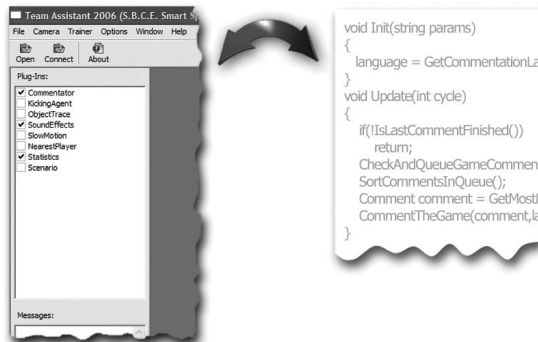 Team Assistant 2006 (S.B.C.E. Smart
File Camera Trainer Options Window Help
Open Connect About
Plug-Ins:
Commentator
KickingAgent
ObjectTrace
SoundEffects
SlowMotion
NearestPlayer
Statistics
Scenario
Messages:
void Init(string params)
{
language = GetCommentationLa
}
void Update(int cycle)
{
if(!IsLastCommentFinished())
return;
CheckAndQueueGameCommen
SortCommentsInQueue();
Comment comment = GetMost
CommentTheGame(comment,la
}